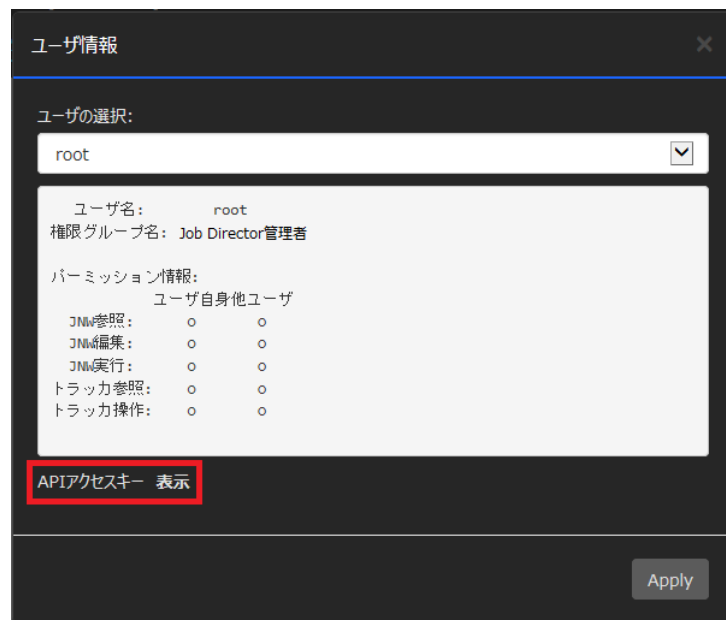 ユーザ情報
ユーザの選択:
root
ユーザ名: root
権限グループ名: Job Director管理者
パーミッション情報:
ユーザ自身他ユーザ
JNW参照: o o
JNW編集: o o
JNW実行: o o
トラッカ参照: o o
トラッカ操作: o o
APIアクセスキー 表示
Apply